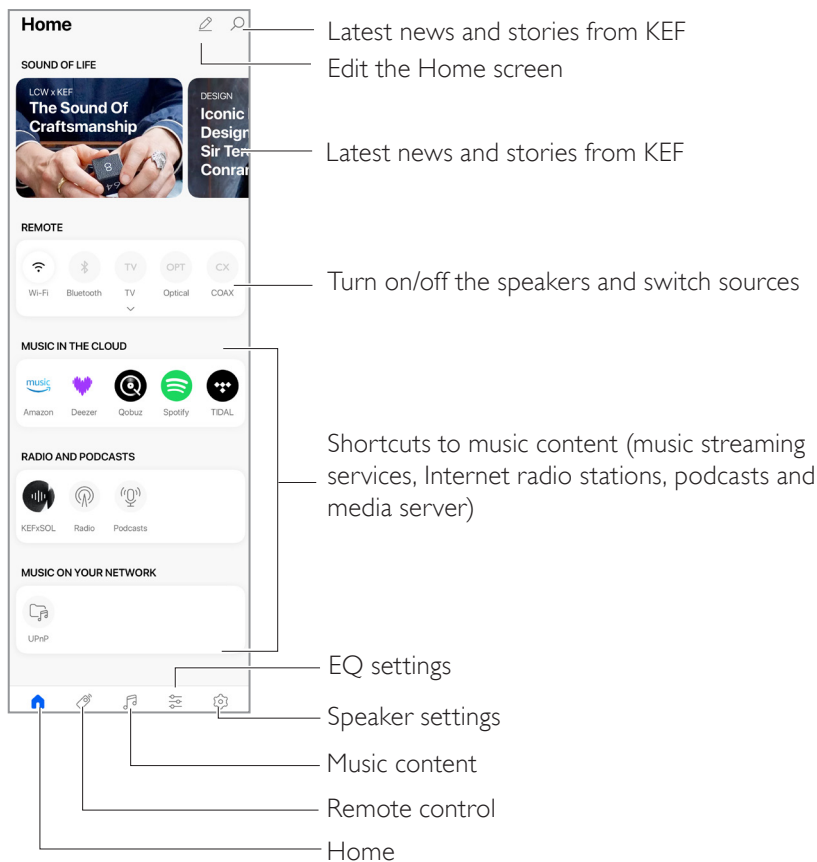 Home
Latest news and stories from KEF
Edit the Home screen
SOUND OF LIFE
LCW x KEF
The Sound Of
Craftsmanship
DESIGN
Iconic
Design
Sir Ter
Conran
Latest news and stories from KEF
REMOTE
TV
OPT
CX
Wi-Fi
Bluetooth
TV
Optical
COAX
Turn on/off the speakers and switch sources
MUSIC IN THE CLOUD
music
Amazon
Deezer
Qobuz
Spotify
TIDAL
Shortcuts to music content (music streaming
services, Internet radio stations, podcasts and
media server)
RADIO AND PODCASTS
KEFxSOL
Radio
Podcasts
MUSIC ON YOUR NETWORK
UPnP
EQ settings
Speaker settings
Music content
Remote control
Home